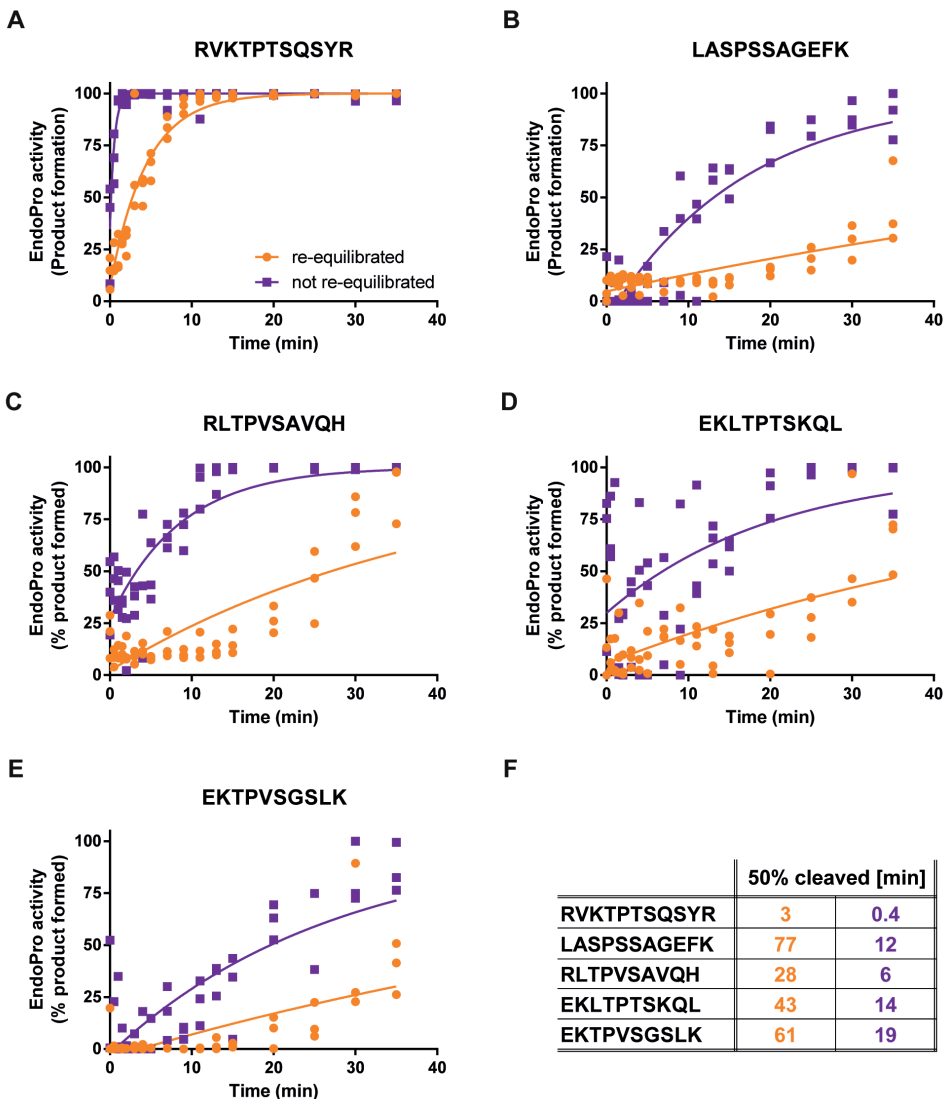 A
RVKTPTSQSYR
EndoPro activity
(Product formation)
100
75
50
25
0
0 10 20 30 40
Time (min)
re-equilibrated
not re-equilibrated
B
LASPSSAGEFK
EndoPro activity
(Product formation)
100
75
50
25
0
0 10 20 30 40
Time (min)
C
RLTPVSAVQH
EndoPro activity
(% product formed)
100
75
50
25
0
0 10 20 30 40
Time (min)
D
EKLTPTSKQL
EndoPro activity
(% product formed)
100
75
50
25
0
0 10 20 30 40
Time (min)
E
EKTPVSGSLK
EndoPro activity
(% product formed)
100
75
50
25
0
0 10 20 30 40
Time (min)
F
50% cleaved [min]
RVKTPTSQSYR 3 0.4
LASPSSAGEFK 77 12
RLTPVSAVQH 28 6
EKLTPTSKQL 43 14
EKTPVSGSLK 61 19